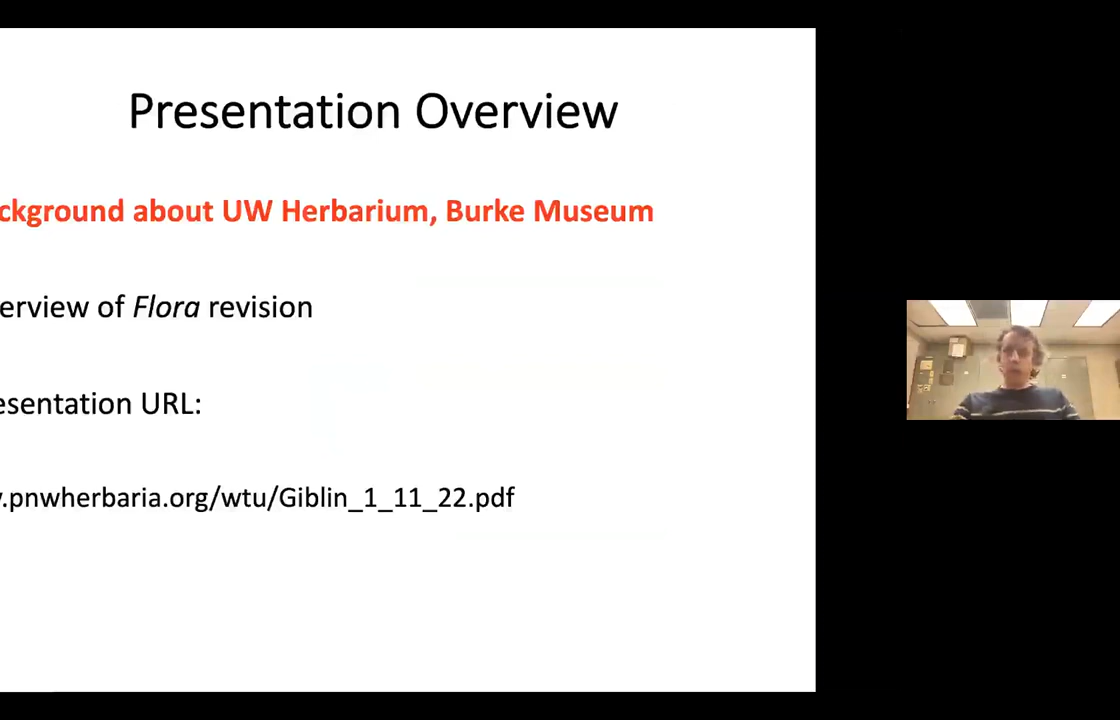 Presentation Overview
ckground about UW Herbarium, Burke Museum
erview of Flora revision
esentation URL:
.pnwherbaria.org/wtu/Giblin_1_11_22.pdf